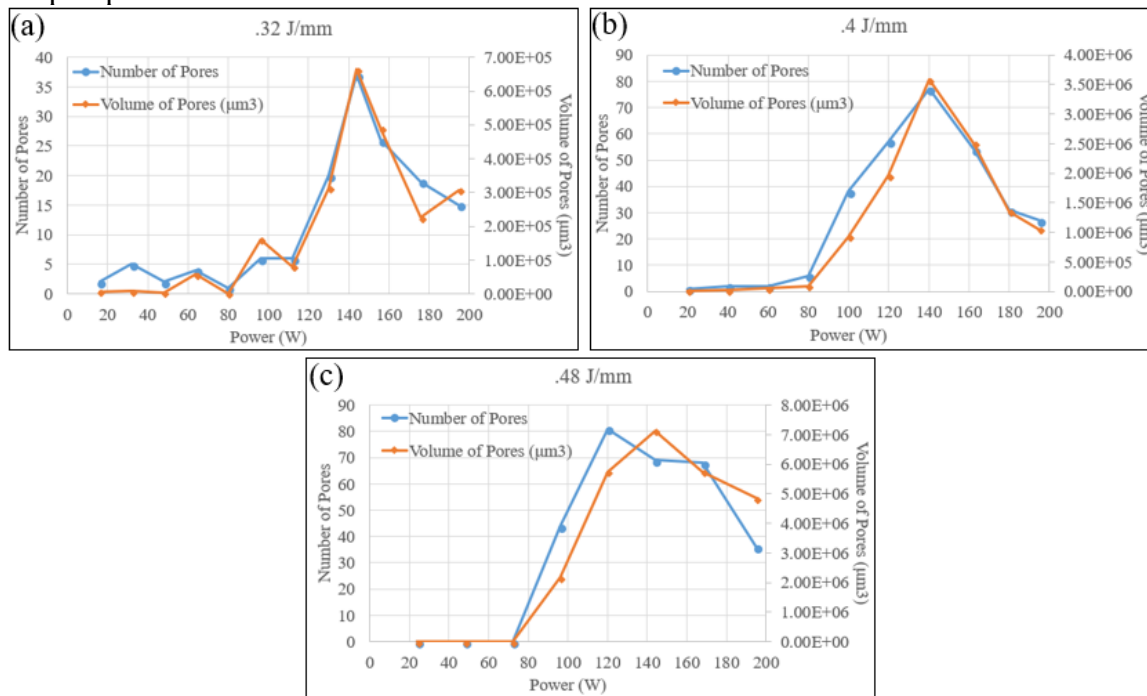 (a)
.32 J/mm
Number of Pores
Volume of Pores (µm3)
40
35
30
25
20
15
10
5
0
7.00E+05
6.00E+05
5.00E+05
4.00E+05
3.00E+05
2.00E+05
1.00E+05
0.00E+00
Number of Pores
Volume of Pores (µm3)
0 20 40 60 80 100 120 140 160 180 200
Power (W)
(b)
.4 J/mm
Number of Pores
Volume of Pores (µm3)
90
80
70
60
50
40
30
20
10
0
4.00E+06
3.50E+06
3.00E+06
2.50E+06
2.00E+06
1.50E+06
1.00E+06
5.00E+05
0.00E+00
Number of Pores
Volume of Pores (µm3)
0 20 40 60 80 100 120 140 160 180 200
Power (W)
(c)
.48 J/mm
Number of Pores
Volume of Pores (µm3)
90
80
70
60
50
40
30
20
10
0
8.00E+06
7.00E+06
6.00E+06
5.00E+06
4.00E+06
3.00E+06
2.00E+06
1.00E+06
0.00E+00
Number of Pores
Volume of Pores (µm3)
0 20 40 60 80 100 120 140 160 180 200
Power (W)